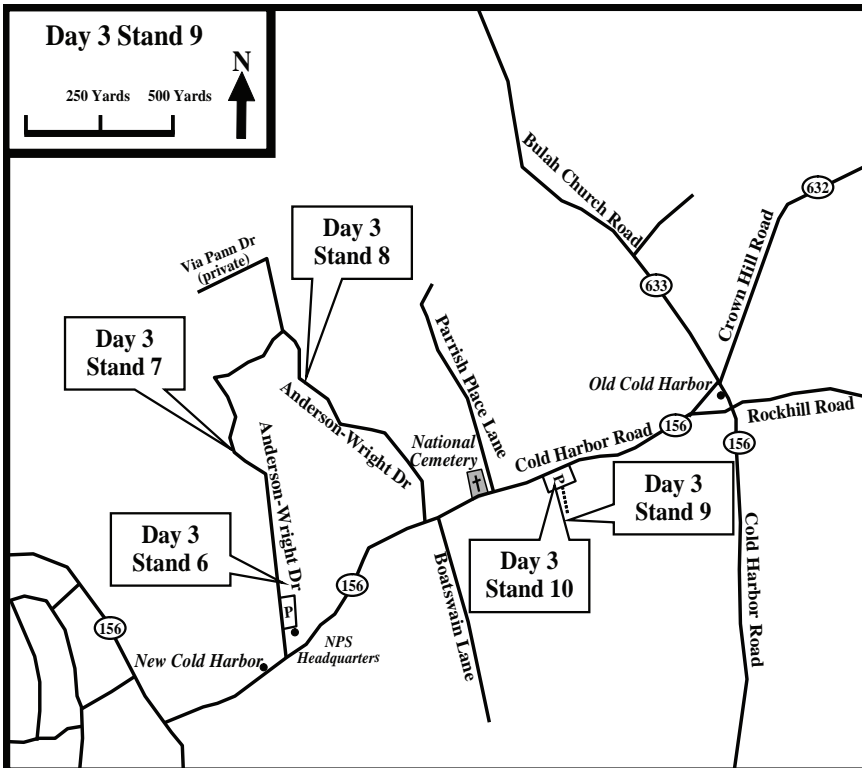 Day 3 Stand 9
250 Yards 500 Yards
N
Bulah Church Road
632
Crown Hill Road
633
Via Pann Dr
(private)
Day 3
Stand 8
Day 3
Stand 7
Parrish Place Lane
Old Cold Harbor
Anderson-Wright Dr
National
Cemetery
Cold Harbor Road
156
Rockhill Road
156
Anderson-Wright Dr
P
Day 3
Stand 9
Day 3
Stand 6
Day 3
Stand 10
Boatswain Lane
Cold Harbor Road
156
P
156
New Cold Harbor
NPS
Headquarters